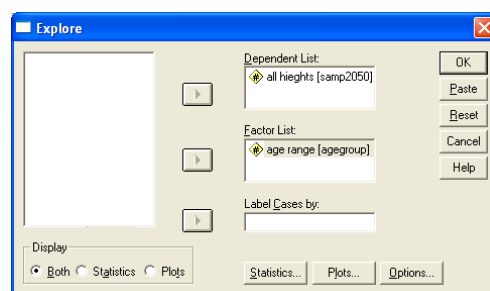 Explore
Dependent List:
all hieghts [samp2050]
OK
Paste
Reset
Cancel
Help
Factor List:
age range [agegroup]
Label Cases by:
Display
Both Statistics Plots
Statistics... Plots... Options...